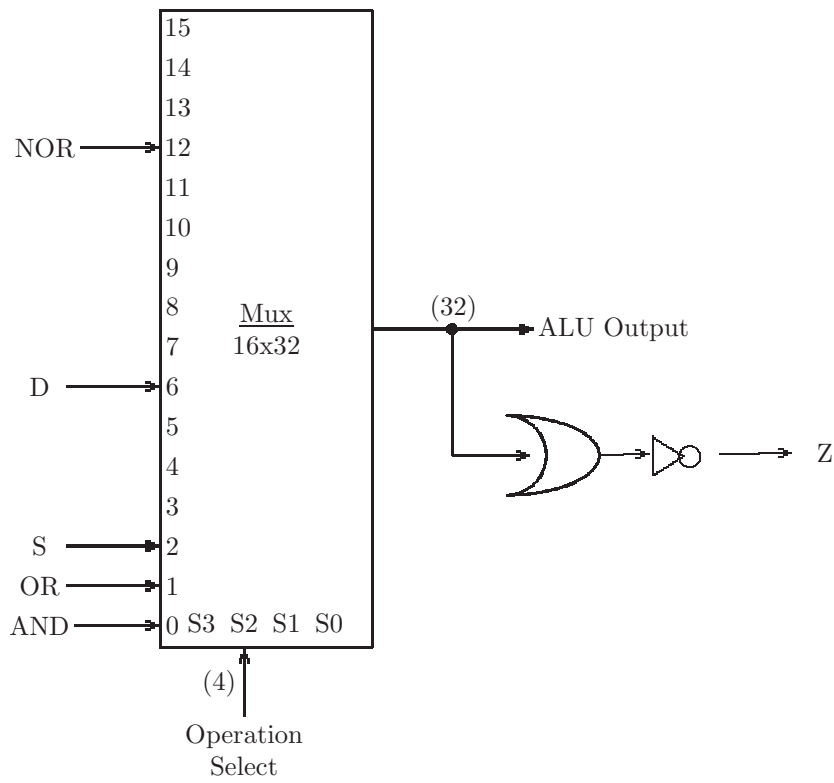 15
14
13
NOR
12
11
10
9
8
(32)
Mux
ALU Output
16x32
7
D
6
5
4
Z
3
S
2
OR
1
AND
0 S3 S2 S1 S0
(4)
Operation
Select